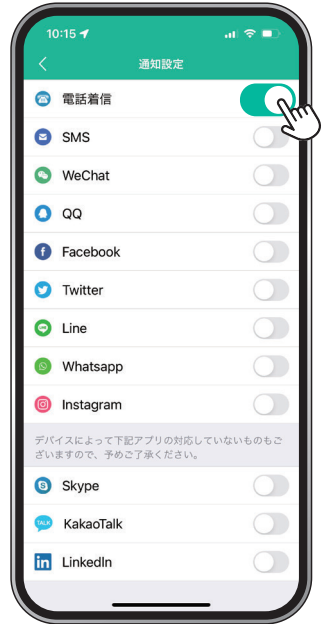 10:15
通知設定
電話着信
SMS
WeChat
QQ
Facebook
Twitter
Line
Whatsapp
Instagram
デバイスによって下記アプリの対応していないものもご
ざいますので、予めご了承ください。
Skype
TALK KakaoTalk
in LinkedIn